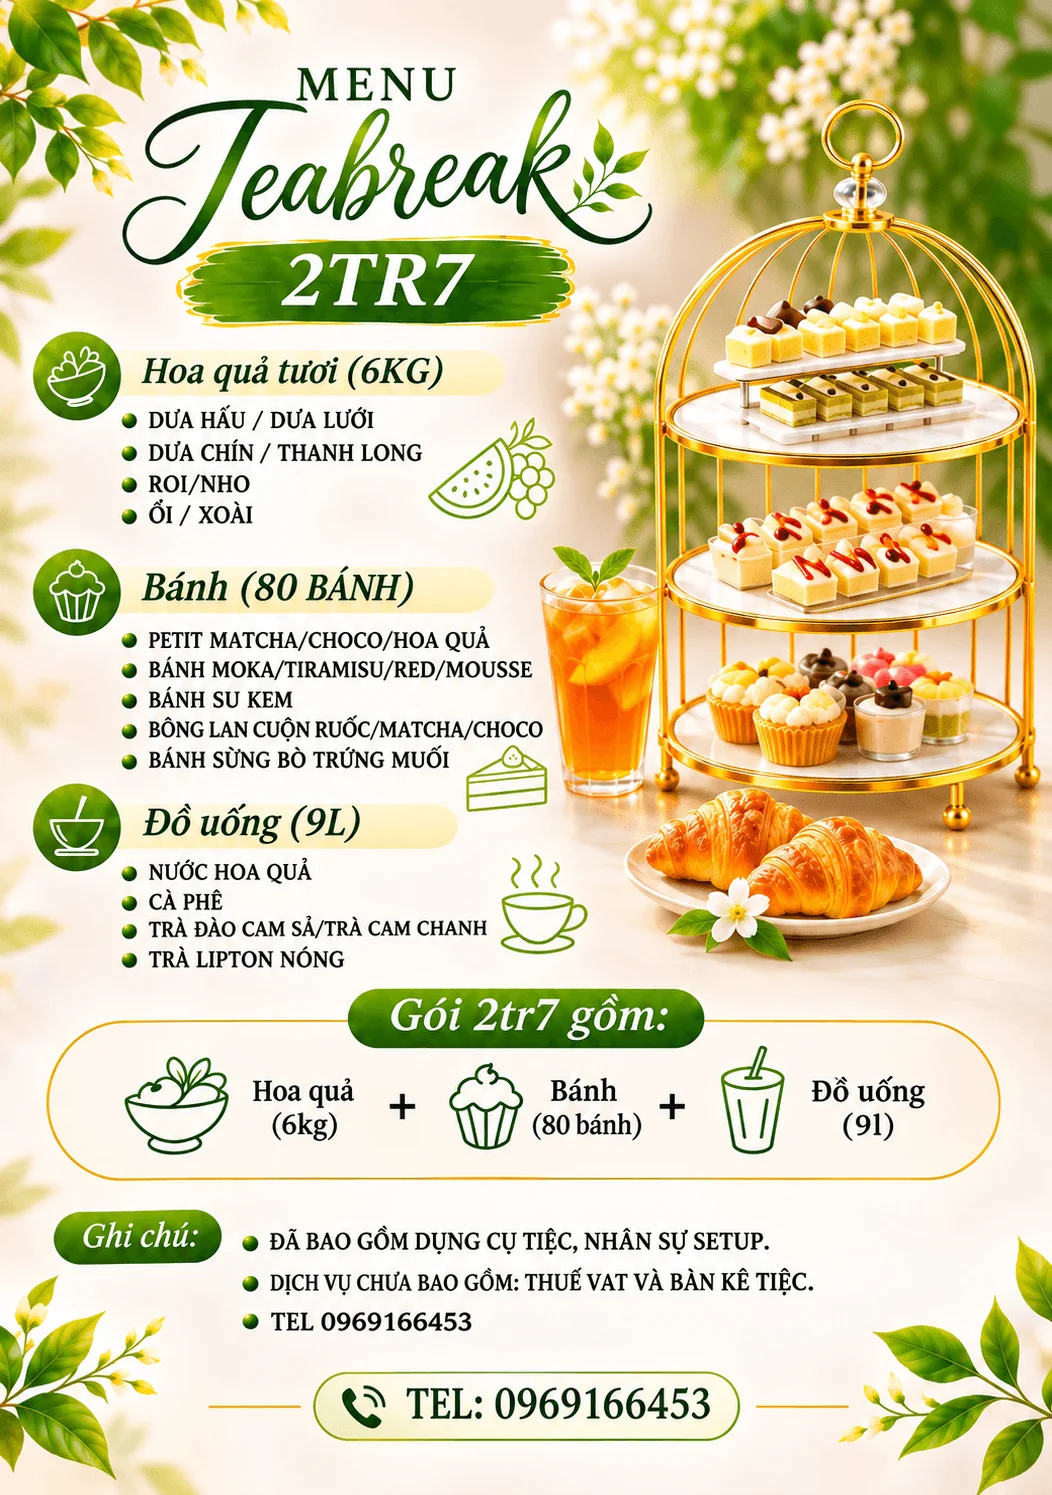 MENU
Teabreak
2TR7
Hoa quả tươi (6KG)
DƯA HẤU / DƯA LƯỚI
DƯA CHÍN / THANH LONG
ROI/NHO
ỔI / XOÀI
Bánh (80 BÁNH)
PETIT MATCHA/CHOCO/HOA QUẢ
BÁNH MOKA/TIRAMISU/RED/MOUSSE
BÁNH SU KEM
BÔNG LAN CUỘN RUỐC/MATCHA/CHOCO
BÁNH SỪNG BÒ TRỨNG MUỐI
Đồ uống (9L)
NƯỚC HOA QUẢ
CÀ PHÊ
TRÀ ĐÀO CAM SẢ/TRÀ CAM CHANH
TRÀ LIPTON NÓNG
Gói 2tr7 gồm:
Hoa quả
(6kg)
+
Bánh
(80 bánh)
+
Đồ uống
(9l)
Ghi chú:
ĐÃ BAO GỒM DỤNG CỤ TIỆC, NHÂN SỰ SETUP.
DỊCH VỤ CHƯA BAO GỒM: THUẾ VAT VÀ BÀN KÊ TIỆC.
TEL 0969166453
TEL: 0969166453